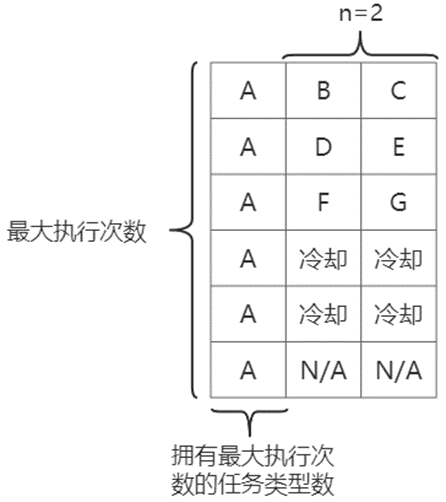 n=2
A B C
A D E
A F G
最大执行次数
A 冷却 冷却
A 冷却 冷却
A N/A N/A
拥有最大执行次
数的任务类型数